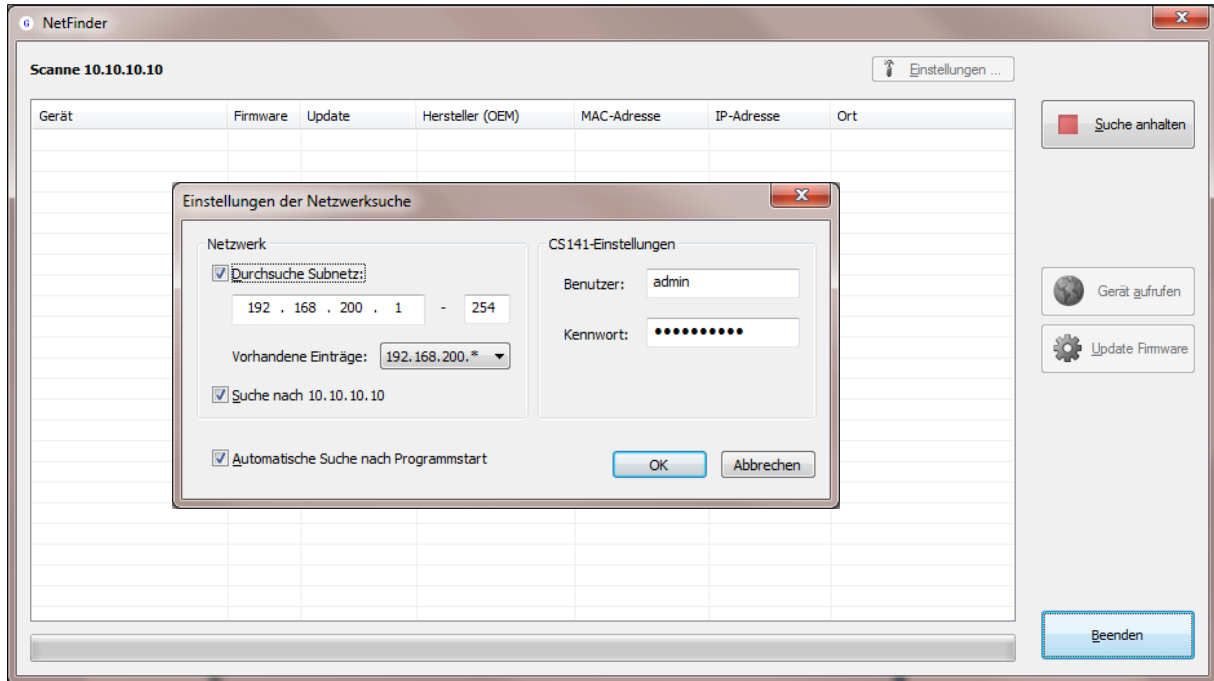 G NetFinder
Scanne 10.10.10.10
Einstellungen ...
Gerät Firmware Update Hersteller (OEM) MAC-Adresse IP-Adresse Ort
Suche anhalten
Einstellungen der Netzwerksuche
Netzwerk
Durchsuche Subnetz:
192 . 168 . 200 . 1 - 254
Vorhandene Einträge: 192.168.200.*
Suche nach 10.10.10.10
CS141-Einstellungen
Benutzer: admin
Kennwort: ●●●●●●●●●●
Automatische Suche nach Programmstart
OK Abbrechen
Gerät aufrufen
Update Firmware
Beenden